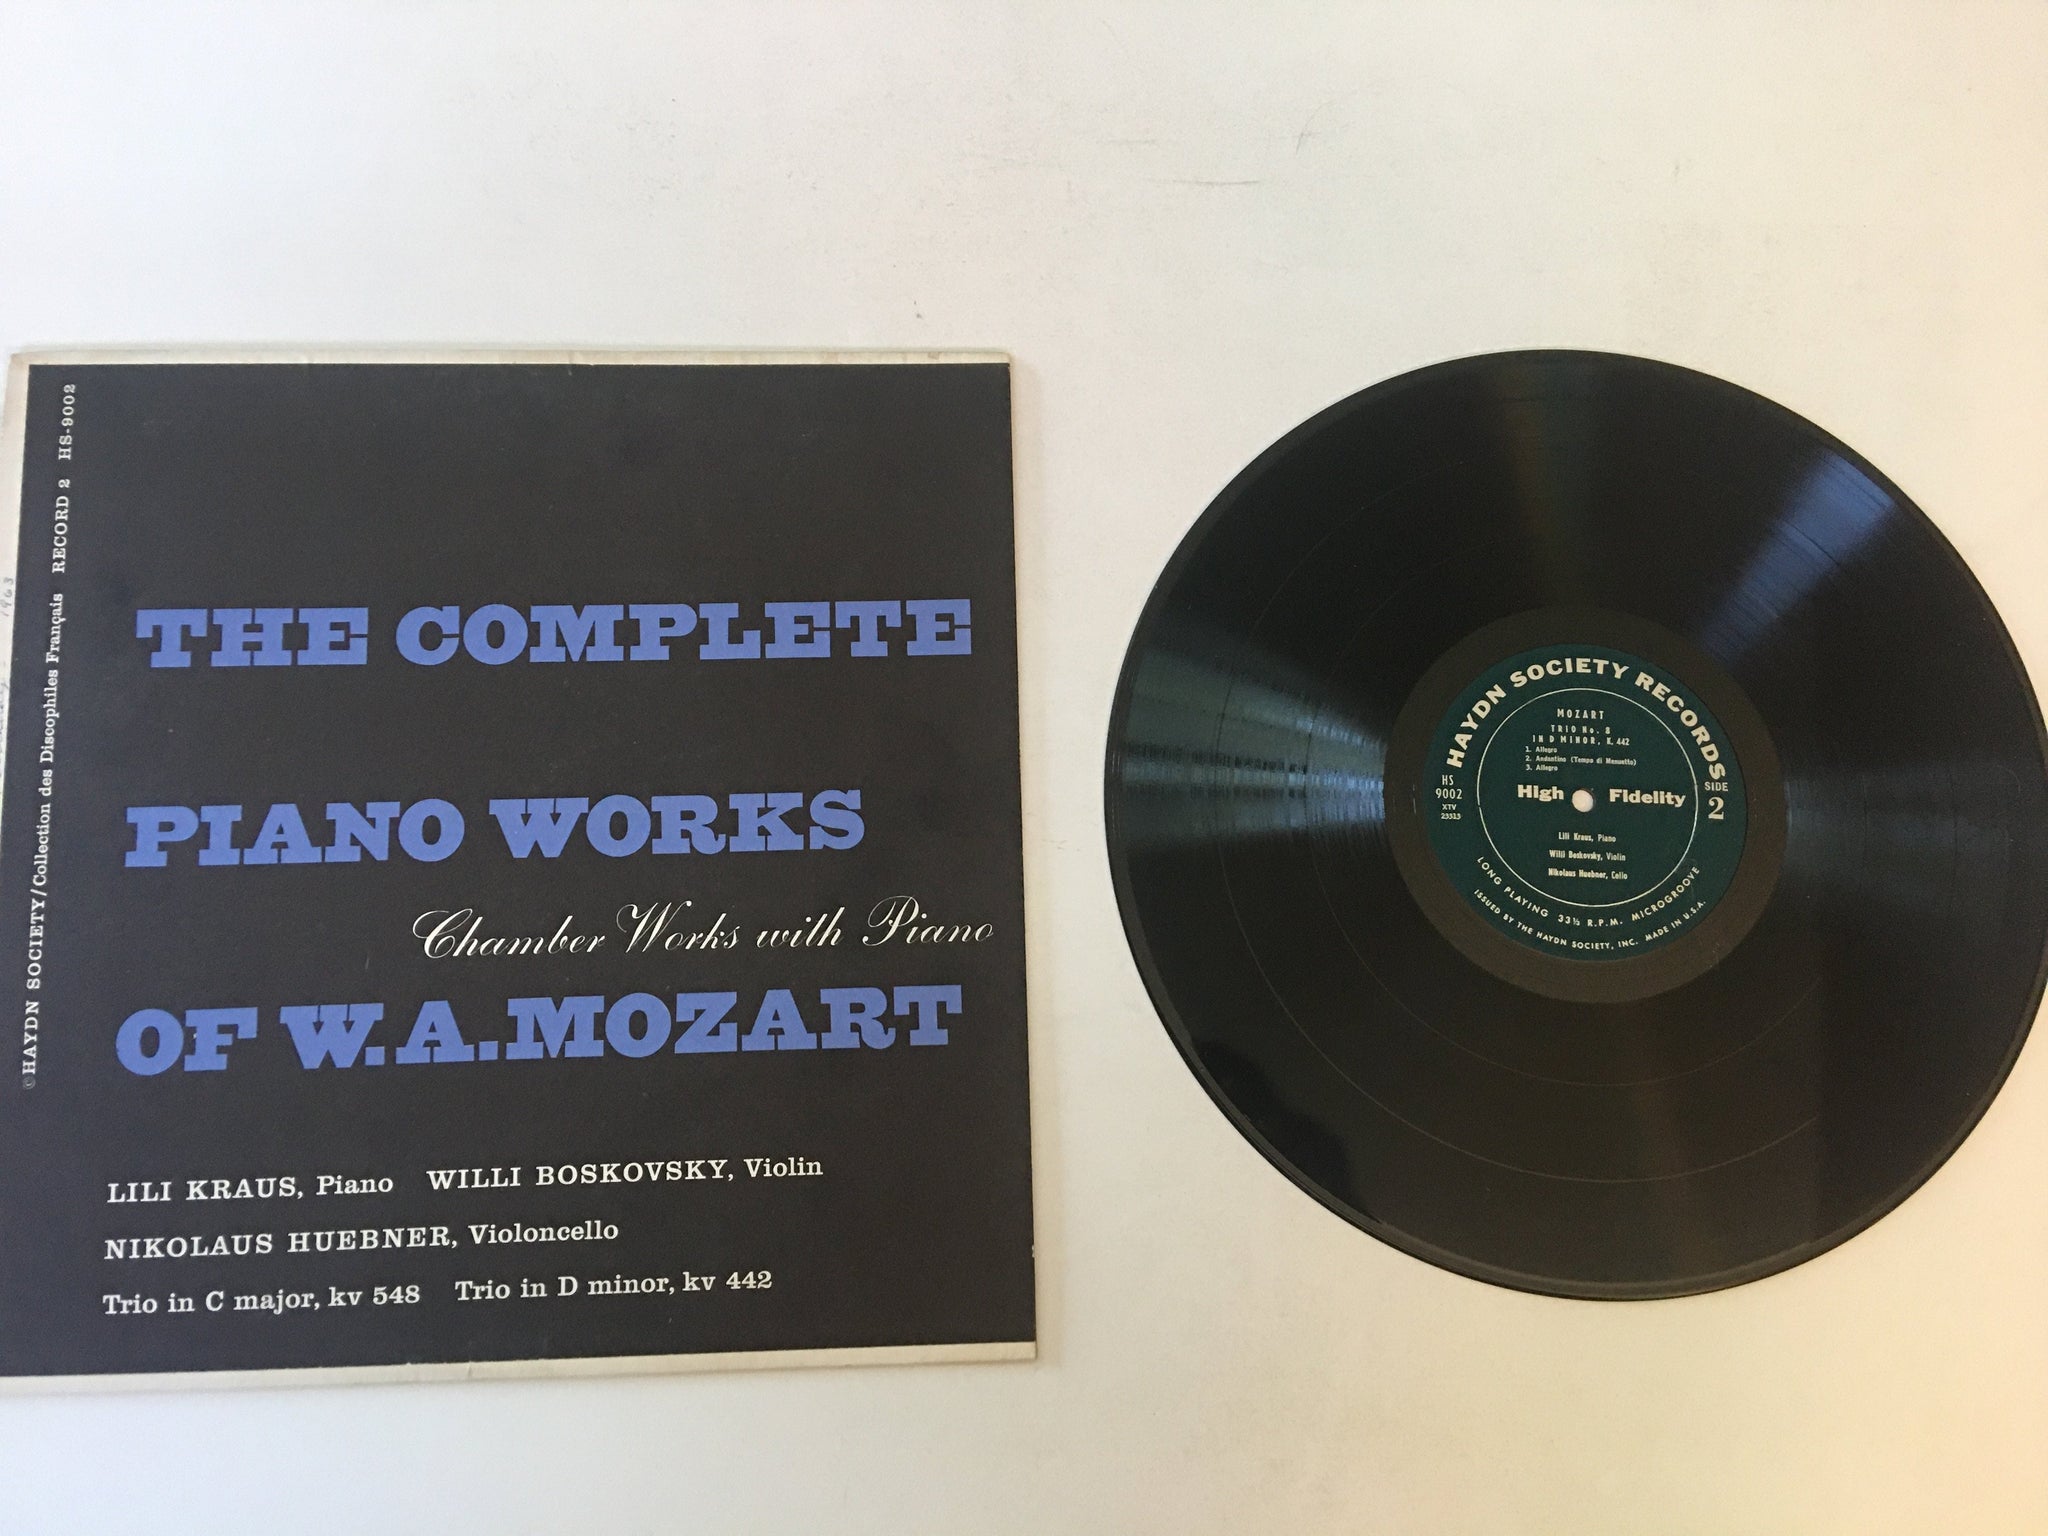 ©HAYDN SOCIETY/Collection des Discophiles Français RECORD 2 HS-9002
1963
THE COMPLETE
PIANO WORKS
Chamber Works with Piano
OF W.A.MOZART
LILI KRAUS, Piano WILLI BOSKOVSKY, Violin
NIKOLAUS HUEBNER, Violoncello
Trio in C major, kv 548 Trio in D minor, kv 442
HAYDN SOCIETY RECORDS
MOZART
TRIO No. 8
IN D MINOR, K. 442
1. Allegro
2. Andantino (Tempo di Menuetto)
3. Allegro
HS
9002
XTV
23513
High Fidelity
SIDE
2
Lili Kraus, Piano
Willi Boskovsky, Violin
Nikolaus Huebner, Cello
LONG PLAYING 33⅓ R.P.M. MICROGROOVE
ISSUED BY THE HAYDN SOCIETY, INC. MADE IN U.S.A.